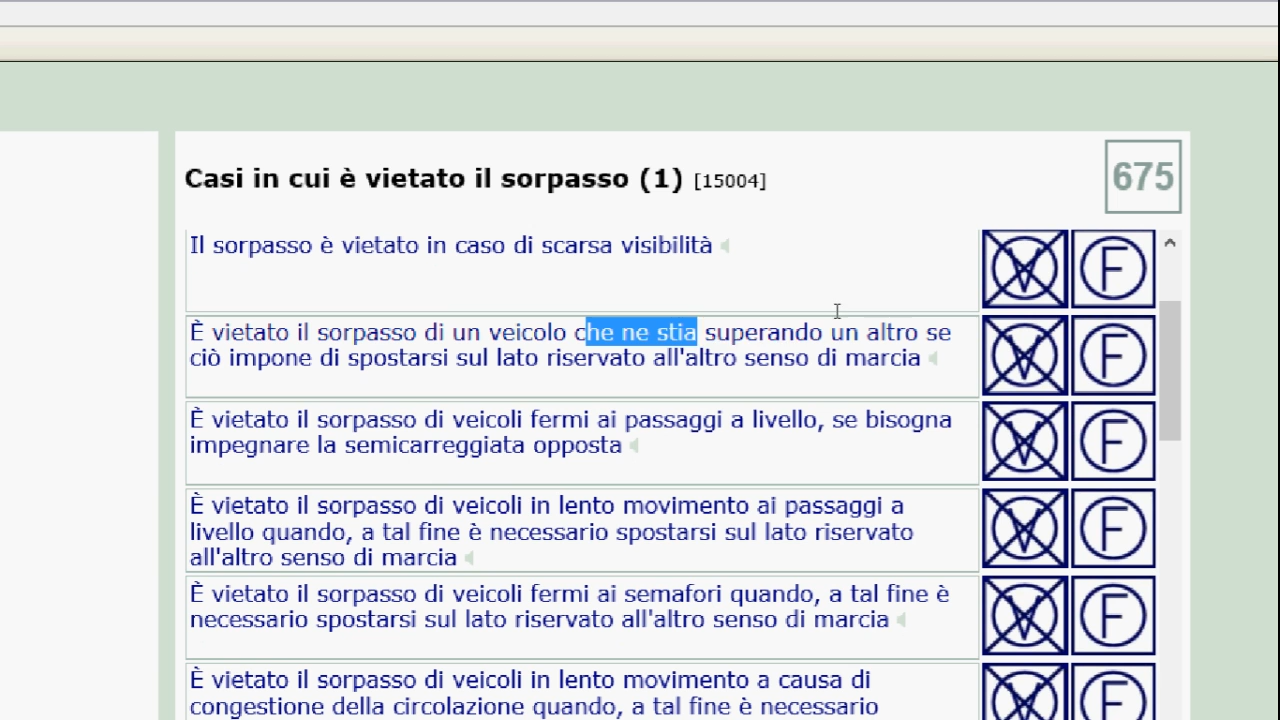 Casi in cui è vietato il sorpasso (1) [15004]
675
Il sorpasso è vietato in caso di scarsa visibilità
V F
È vietato il sorpasso di un veicolo che ne stia superando un altro se
ciò impone di spostarsi sul lato riservato all'altro senso di marcia
V F
È vietato il sorpasso di veicoli fermi ai passaggi a livello, se bisogna
impegnare la semicarreggiata opposta
V F
È vietato il sorpasso di veicoli in lento movimento ai passaggi a
livello quando, a tal fine è necessario spostarsi sul lato riservato
all'altro senso di marcia
V F
È vietato il sorpasso di veicoli fermi ai semafori quando, a tal fine è
necessario spostarsi sul lato riservato all'altro senso di marcia
V F
È vietato il sorpasso di veicoli in lento movimento a causa di
congestione della circolazione quando, a tal fine è necessario
V F